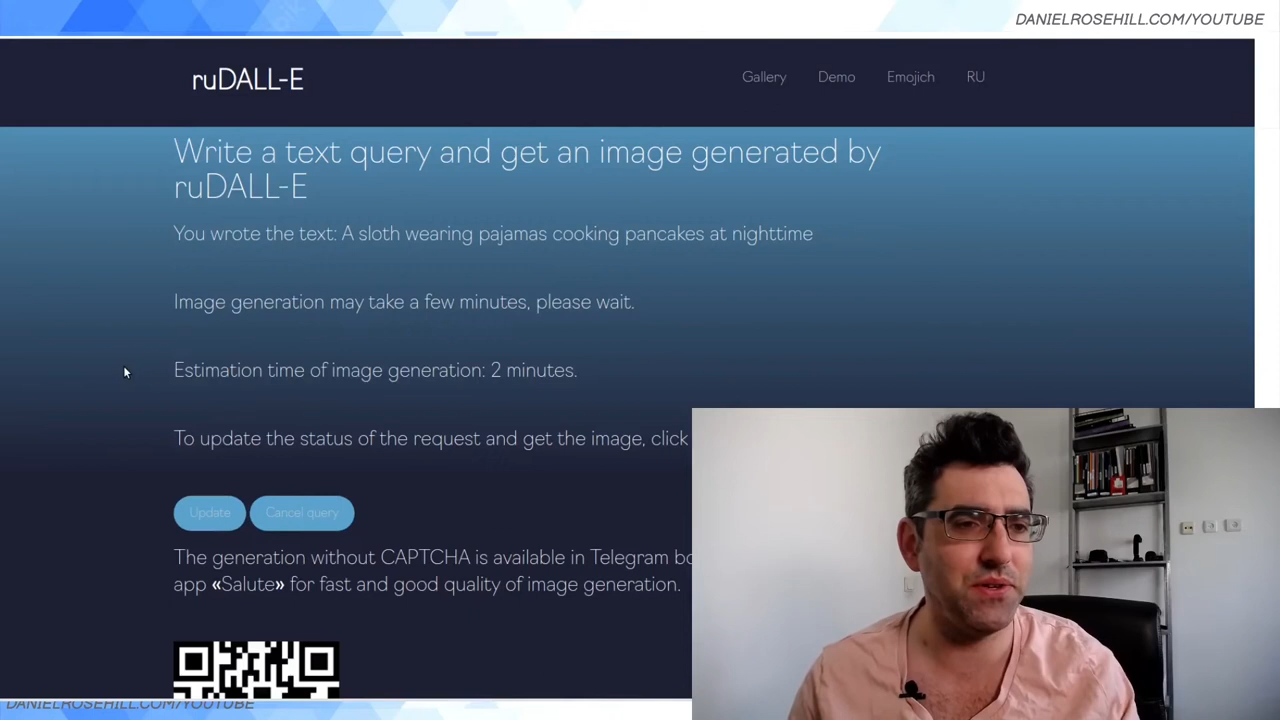 DANIELROSEHILL.COM/YOUTUBE
ruDALL-E
Gallery
Demo
Emojich
RU
Write a text query and get an image generated by
ruDALL-E
You wrote the text: A sloth wearing pajamas cooking pancakes at nighttime
Image generation may take a few minutes, please wait.
Estimation time of image generation: 2 minutes.
To update the status of the request and get the image, click
Update
Cancel query
The generation without CAPTCHA is available in Telegram
app «Salute» for fast and good quality of image generation.
DANIELROSEHILL.COM/YOUTUBE